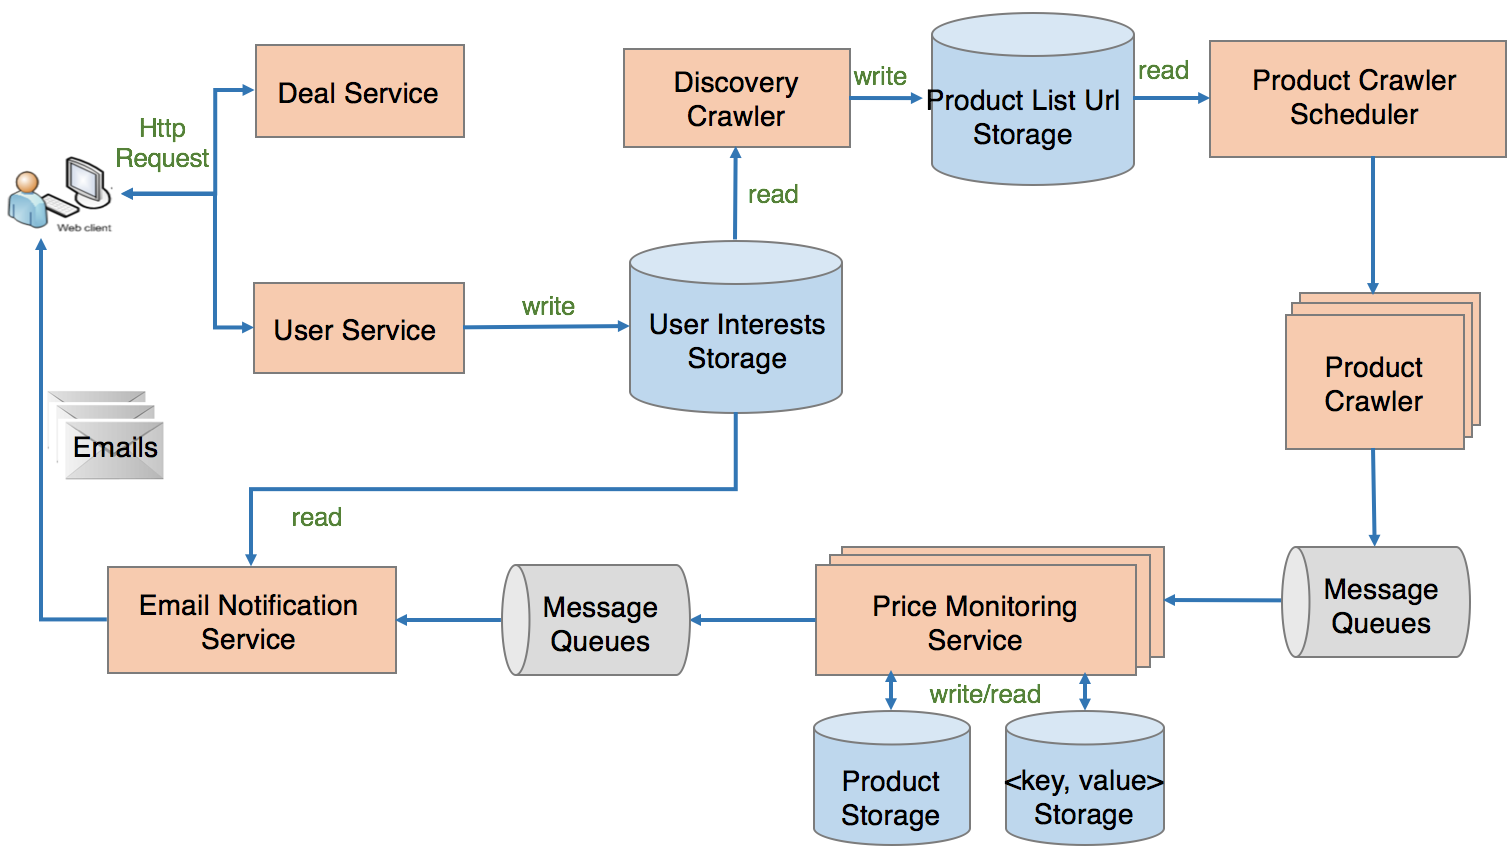 Deal Service
Discovery
Crawler
write
Product List Url
Storage
read
Product Crawler
Scheduler
Http
Request
Web client
read
User Service
write
User Interests
Storage
Product
Crawler
Emails
read
Email Notification
Service
Message
Queues
Price Monitoring
Service
Message
Queues
write/read
Product
Storage
<key, value>
Storage